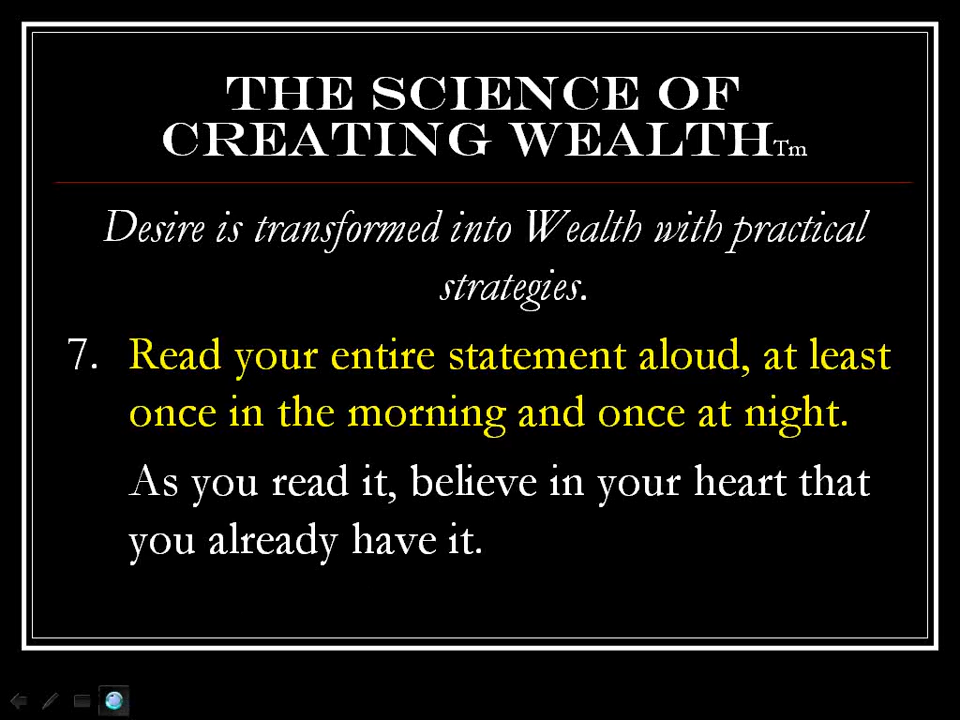 THE SCIENCE OF
CREATING WEALTHTm
Desire is transformed into Wealth with practical
strategies.
7. Read your entire statement aloud, at least
once in the morning and once at night.
As you read it, believe in your heart that
you already have it.